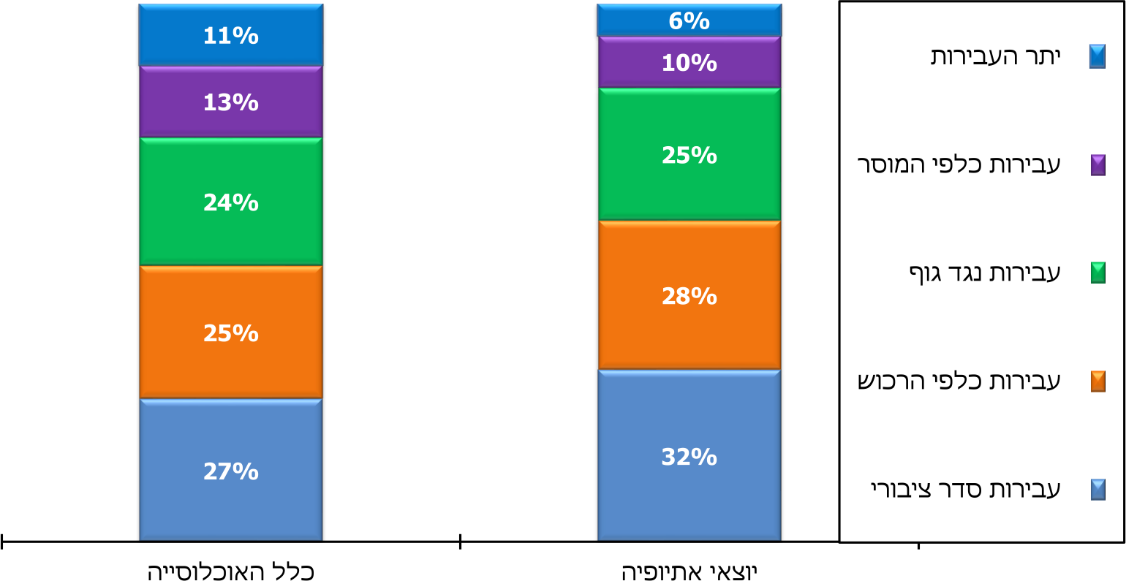 11%
13%
24%
25%
27%
כלל האוכלוסייה
6%
10%
25%
28%
32%
יוצאי אתיופיה
יתר העבירות
עבירות כלפי המוסר
עבירות נגד גוף
עבירות כלפי הרכוש
עבירות סדר ציבורי